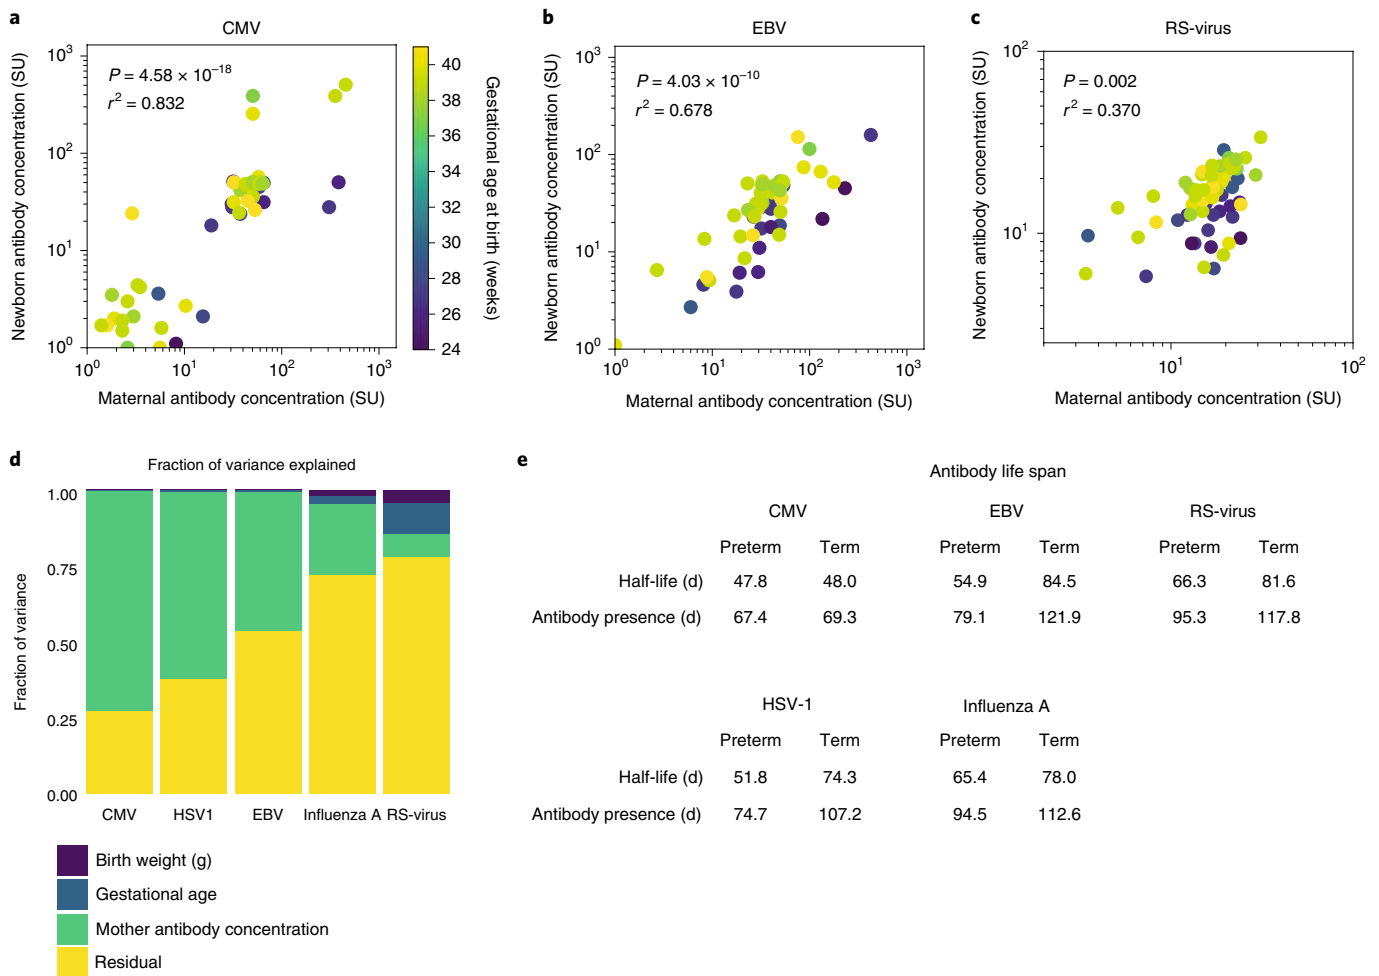 a
CMV
Newborn antibody concentration (SU)
10³
10²
10¹
10⁰
P = 4.58 × 10⁻¹⁸
r² = 0.832
10⁰ 10¹ 10² 10³
Maternal antibody concentration (SU)
40
38
36
34
32
30
28
26
24
Gestational age at birth (weeks)
b
EBV
Newborn antibody concentration (SU)
10³
10²
10¹
10⁰
P = 4.03 × 10⁻¹⁰
r² = 0.678
10⁰ 10¹ 10² 10³
Maternal antibody concentration (SU)
c
RS-virus
Newborn antibody concentration (SU)
10²
10¹
P = 0.002
r² = 0.370
10¹ 10²
Maternal antibody concentration (SU)
d
Fraction of variance explained
Fraction of variance
1.00
0.75
0.50
0.25
0.00
CMV HSV1 EBV Influenza A RS-virus
Birth weight (g)
Gestational age
Mother antibody concentration
Residual
e
Antibody life span
CMV EBV RS-virus
Preterm Term Preterm Term Preterm Term
Half-life (d) 47.8 48.0 54.9 84.5 66.3 81.6
Antibody presence (d) 67.4 69.3 79.1 121.9 95.3 117.8
HSV-1 Influenza A
Preterm Term Preterm Term
Half-life (d) 51.8 74.3 65.4 78.0
Antibody presence (d) 74.7 107.2 94.5 112.6